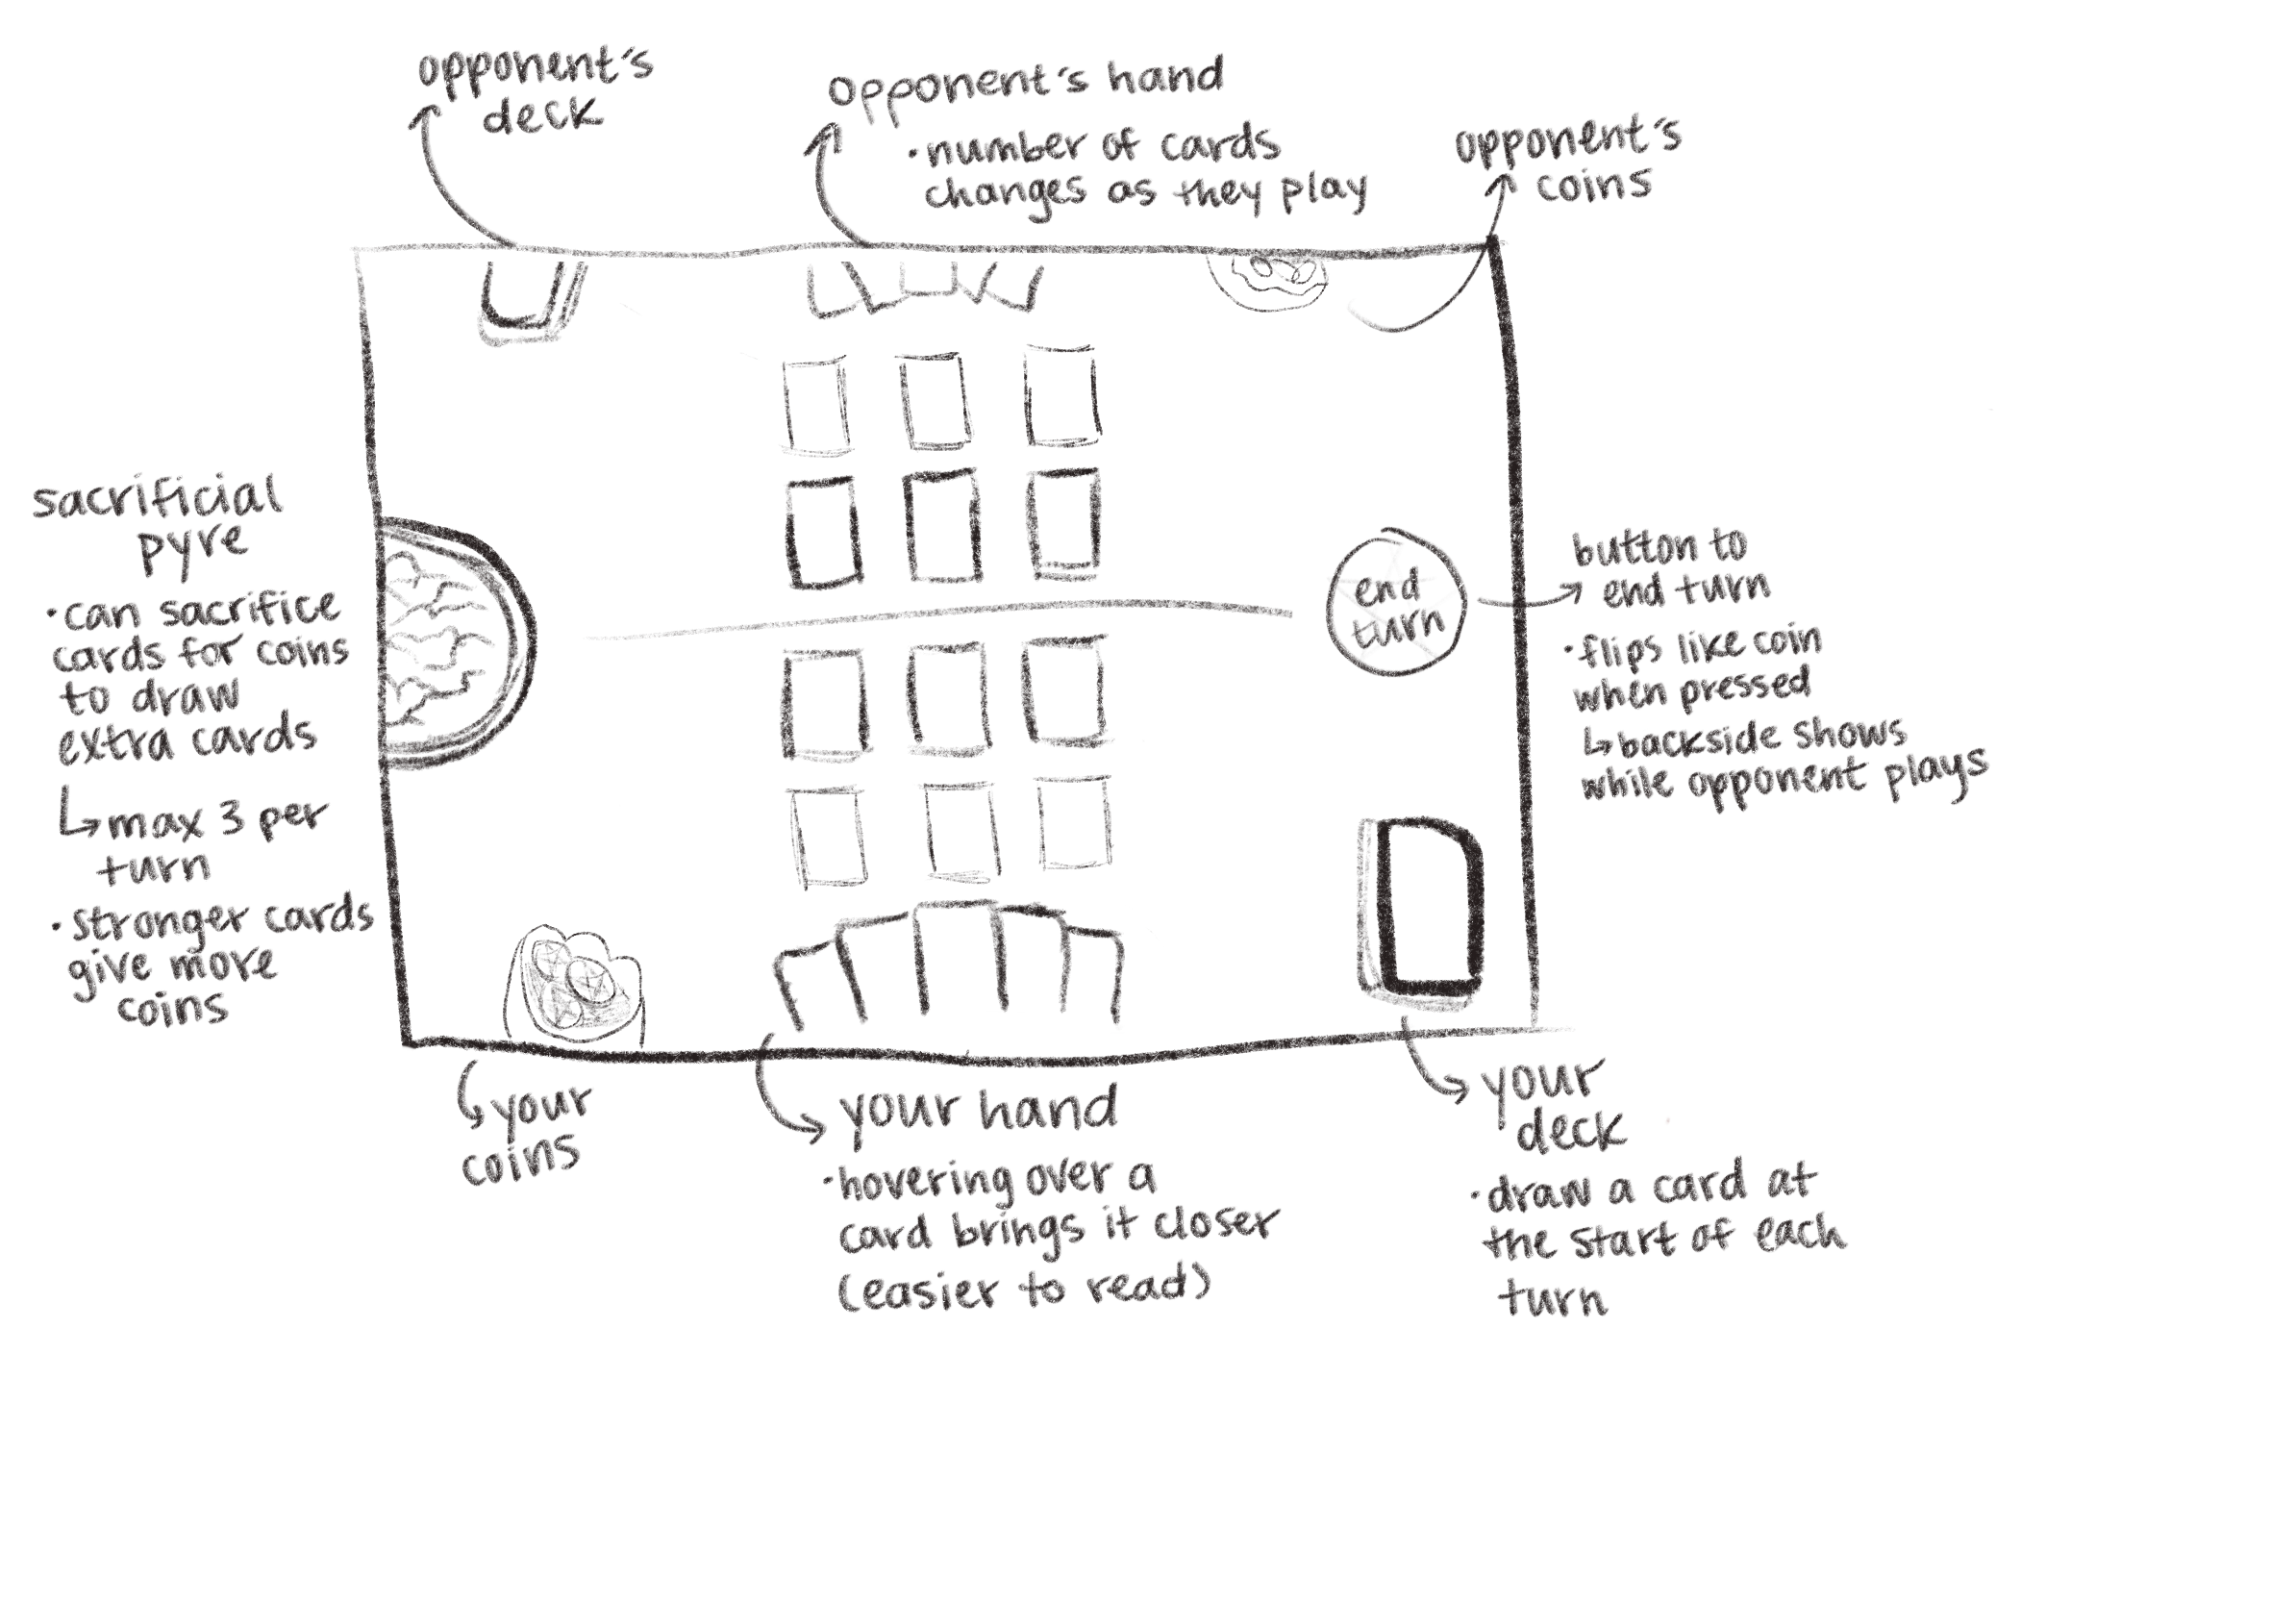 opponent's
deck
opponent's hand
•number of cards
changes as they play
opponent's
coins
sacrificial
pyre
•can sacrifice
cards for coins
to draw
extra cards
↳max 3 per
turn
•stronger cards
give more
coins
end
turn
button to
end turn
•flips like coin
when pressed
↳backside shows
while opponent plays
your
coins
your hand
•hovering over a
card brings it closer
(easier to read)
your
deck
•draw a card at
the start of each
turn